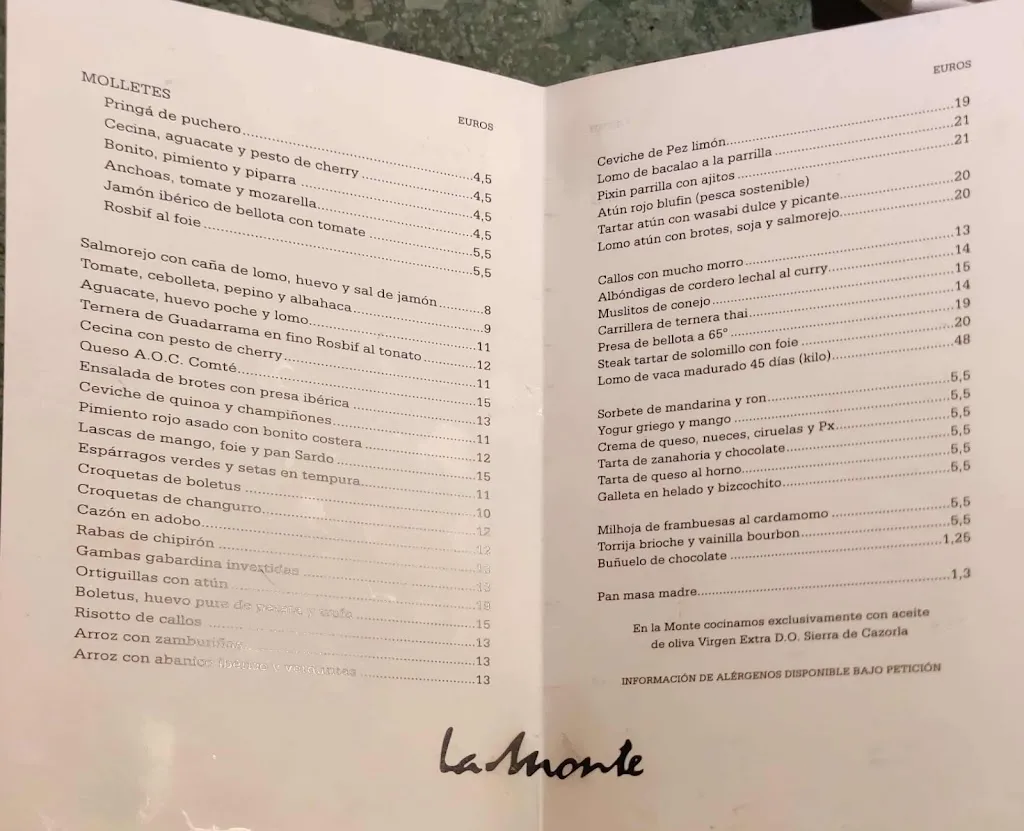 MOLLETES
EUROS
Pringá de puchero 4,5
Cecina, aguacate y pesto de cherry 4,5
Bonito, pimiento y piparra 4,5
Anchoas, tomate y mozarella 4,5
Jamón ibérico de bellota con tomate 5,5
Rosbif al foie 5,5
Salmorejo con caña de lomo, huevo y sal de jamón 8
Tomate, cebolleta, pepino y albahaca 9
Aguacate, huevo poche y lomo 11
Ternera de Guadarrama en fino Rosbif al tonato 12
Cecina con pesto de cherry 11
Queso A.O.C. Comté 15
Ensalada de brotes con presa ibérica 13
Ceviche de quinoa y champiñones 11
Pimiento rojo asado con bonito costera 12
Lascas de mango, foie y pan Sardo 15
Espárragos verdes y setas en tempura 11
Croquetas de boletus 10
Croquetas de changurro 12
Cazón en adobo 12
Rabas de chipirón
Gambas gabardina invertidas 13
Ortiguillas con atún
Boletus, huevo pure de y trufo 15
Risotto de callos 13
Arroz con zamburiñas 13
Arroz con abanico 13
EUROS
Ceviche de Pez limón 19
Lomo de bacalao a la parrilla 21
Pixin parrilla con ajitos 21
Atún rojo blufin (pesca sostenible)
Tartar atún con wasabi dulce y picante 20
Lomo atún con brotes, soja y salmorejo 20
Callos con mucho morro 13
Albóndigas de cordero lechal al curry 14
Muslitos de conejo 15
Carrillera de ternera thai 14
Presa de bellota a 65º 19
Steak tartar de solomillo con foie 20
Lomo de vaca madurado 45 días (kilo) 48
Sorbete de mandarina y ron 5,5
Yogur griego y mango 5,5
Crema de queso, nueces, ciruelas y Px 5,5
Tarta de zanahoria y chocolate 5,5
Tarta de queso al horno 5,5
Galleta en helado y bizcochito 5,5
Milhoja de frambuesas al cardamomo 5,5
Torrija brioche y vainilla bourbon 5,5
Buñuelo de chocolate 1,25
Pan masa madre 1,3
En la Monte cocinamos exclusivamente con aceite
de oliva Virgen Extra D.O. Sierra de Cazorla
INFORMACIÓN DE ALÉRGENOS DISPONIBLE BAJO PETICIÓN
La Monte